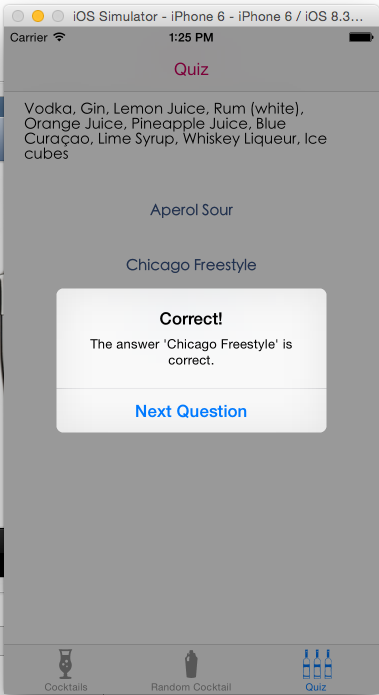 iOS Simulator - iPhone 6 - iPhone 6 / iOS 8.3...
Carrier 1:25 PM
Quiz
Vodka, Gin, Lemon Juice, Rum (white),
Orange Juice, Pineapple Juice, Blue
Curaçao, Lime Syrup, Whiskey Liqueur, Ice
cubes
Aperol Sour
Chicago Freestyle
Correct!
The answer 'Chicago Freestyle' is
correct.
Next Question
Cocktails Random Cocktail Quiz